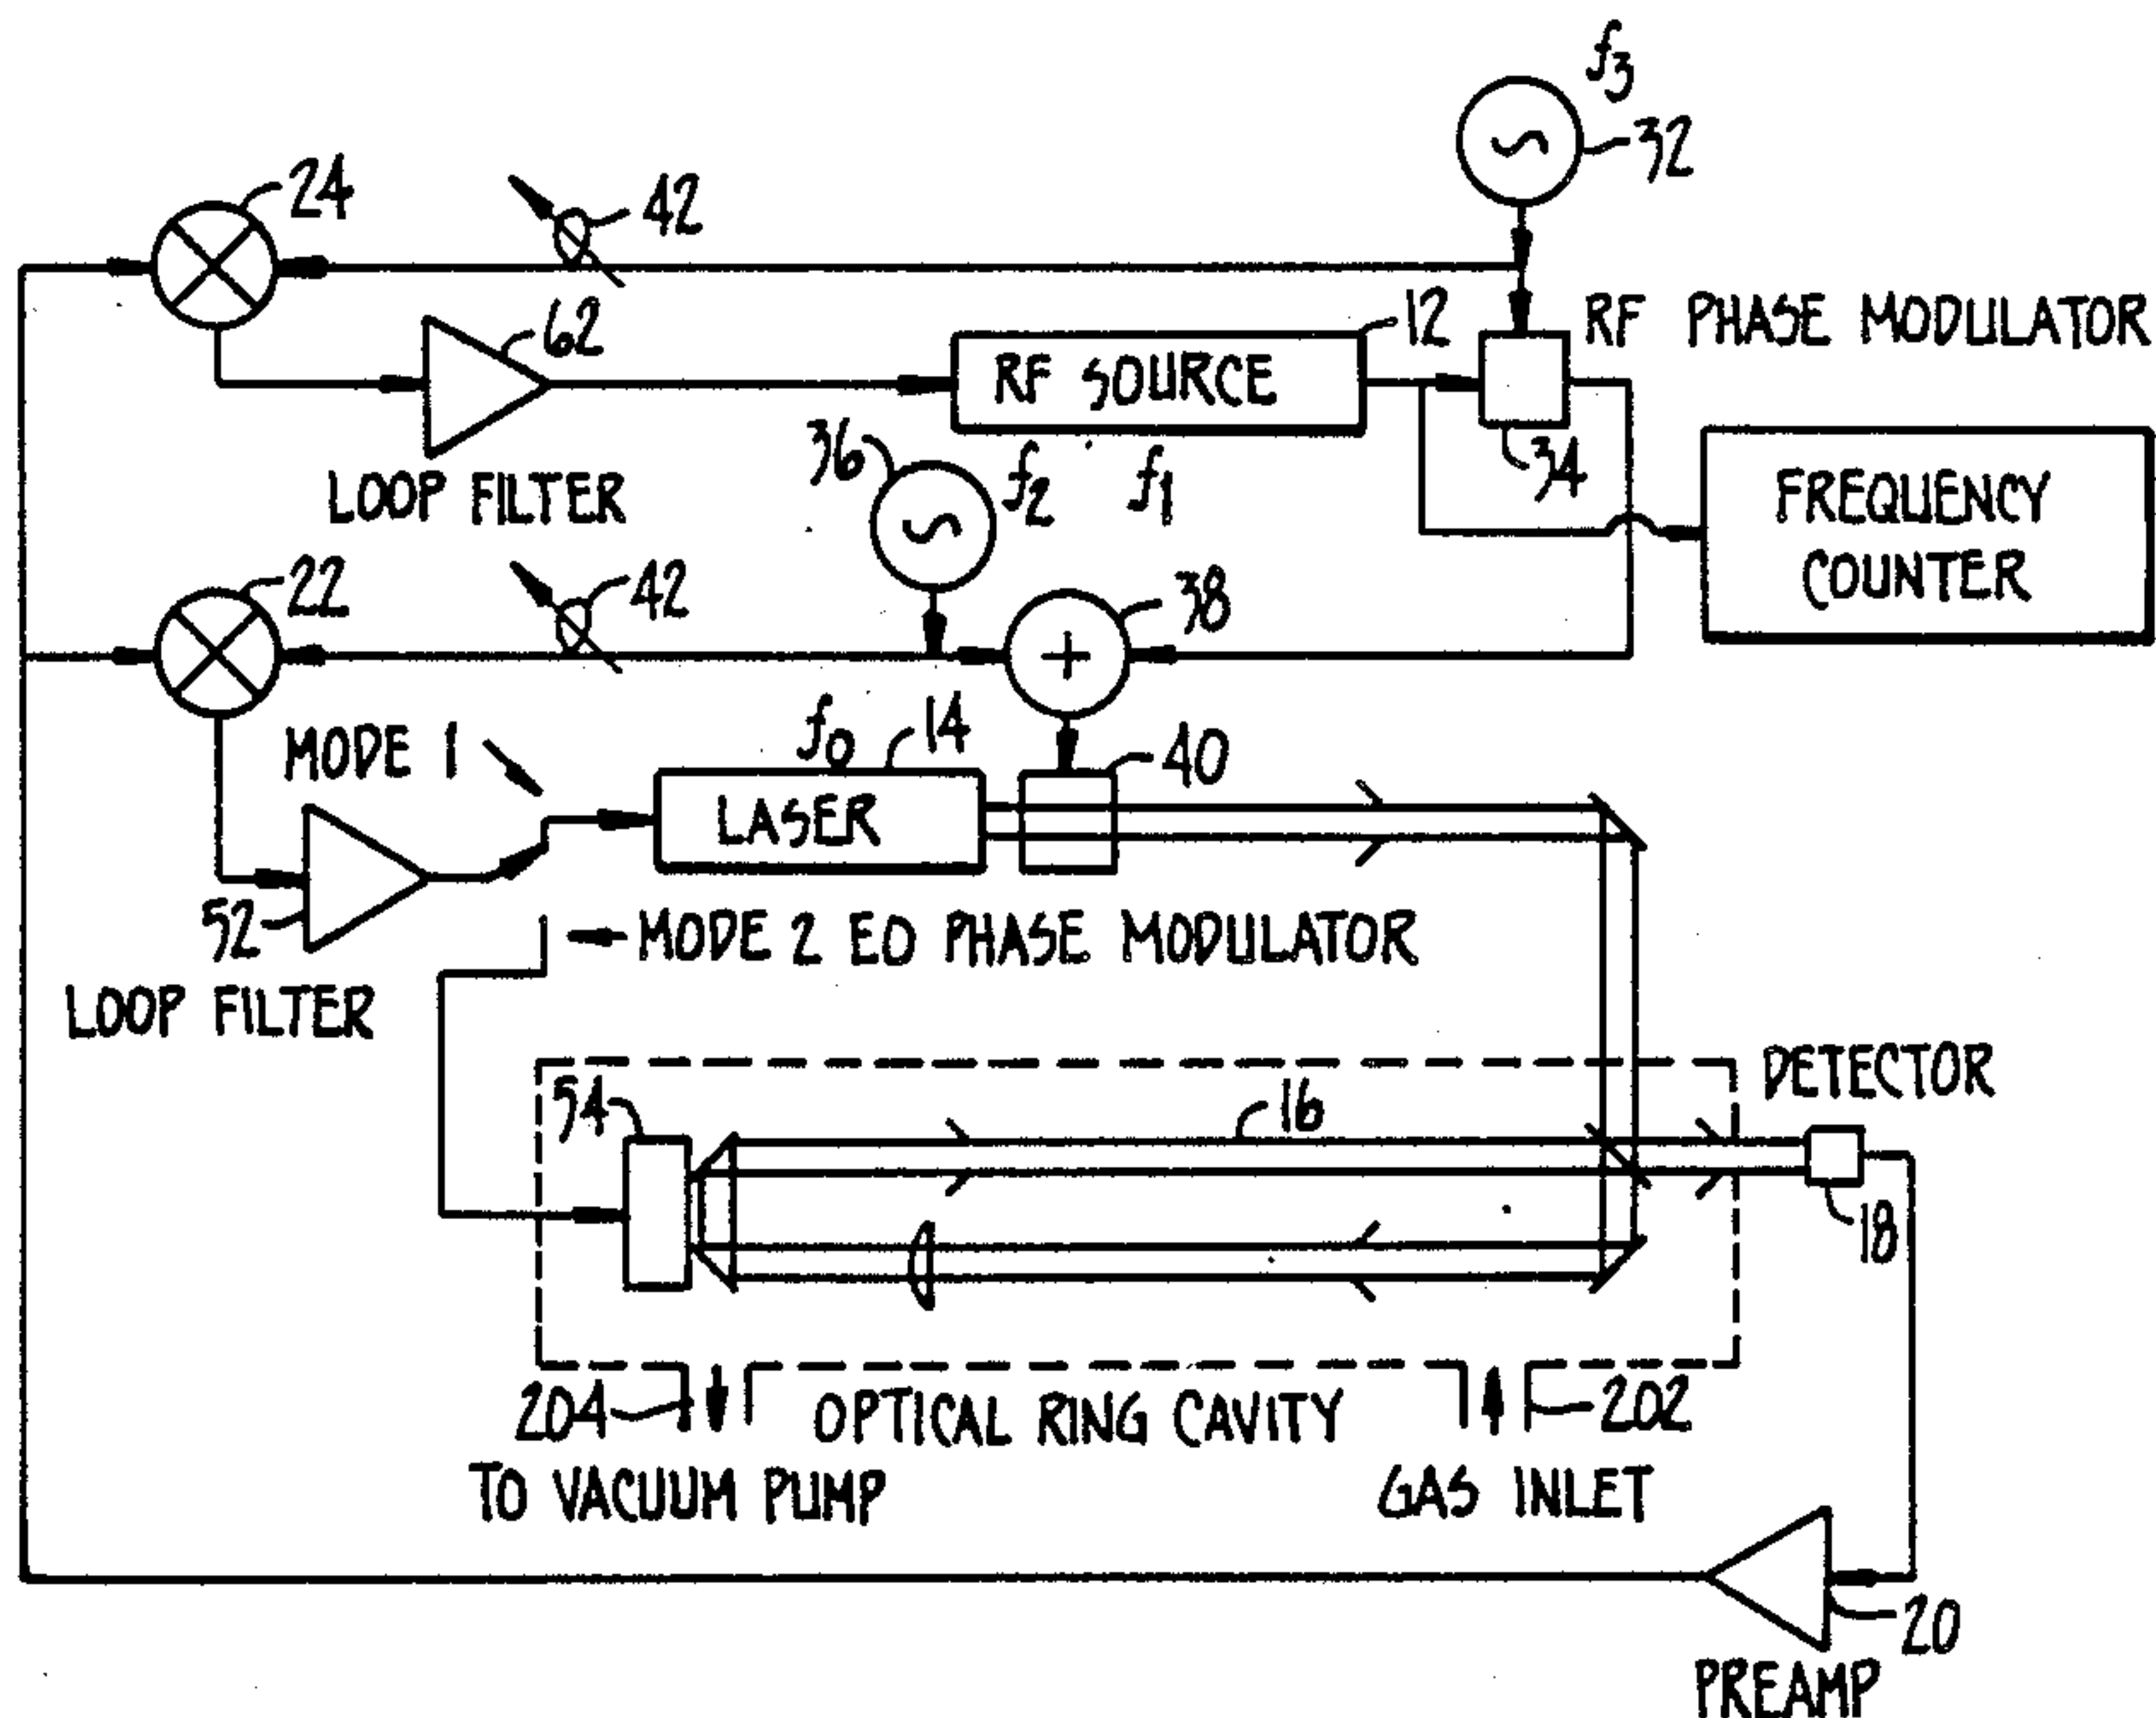 f3
32
24
42
12
RF PHASE MODULATOR
62
RF SOURCE
36
f2
f1
34
LOOP FILTER
FREQUENCY
COUNTER
22
42
38
MODE 1
f0
14
40
LASER
52
MODE 2 EO PHASE MODULATOR
LOOP FILTER
DETECTOR
54
16
18
204
OPTICAL RING CAVITY
202
TO VACUUM PUMP
GAS INLET
20
PREAMP